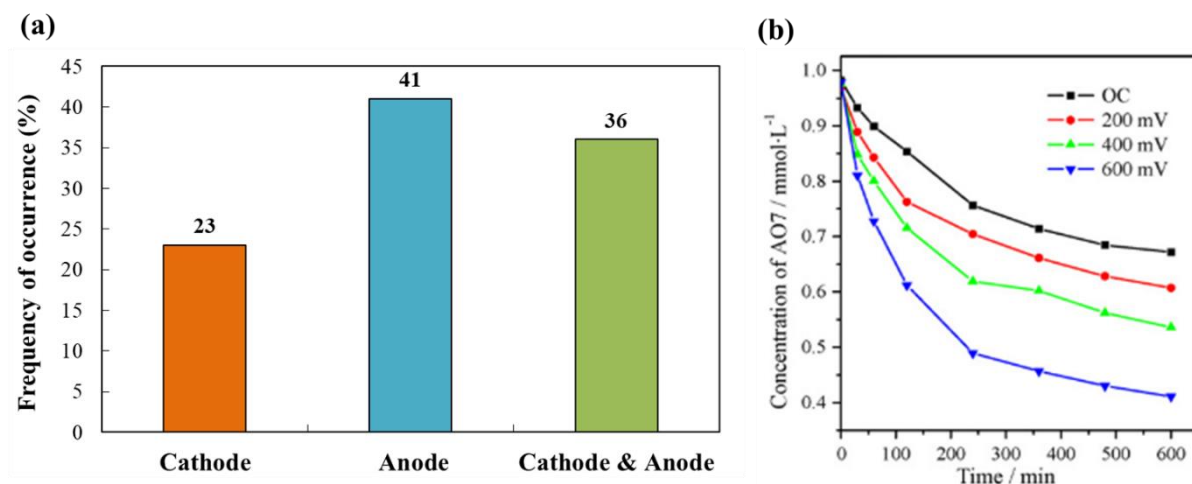 (a)
Frequency of occurrence (%)
45
40
35
30
25
20
15
10
5
0
23
41
36
Cathode
Anode
Cathode & Anode
(b)
Concentration of AO7 / mmol·L⁻¹
1.0
0.9
0.8
0.7
0.6
0.5
0.4
OC
200 mV
400 mV
600 mV
0 100 200 300 400 500 600
Time / min